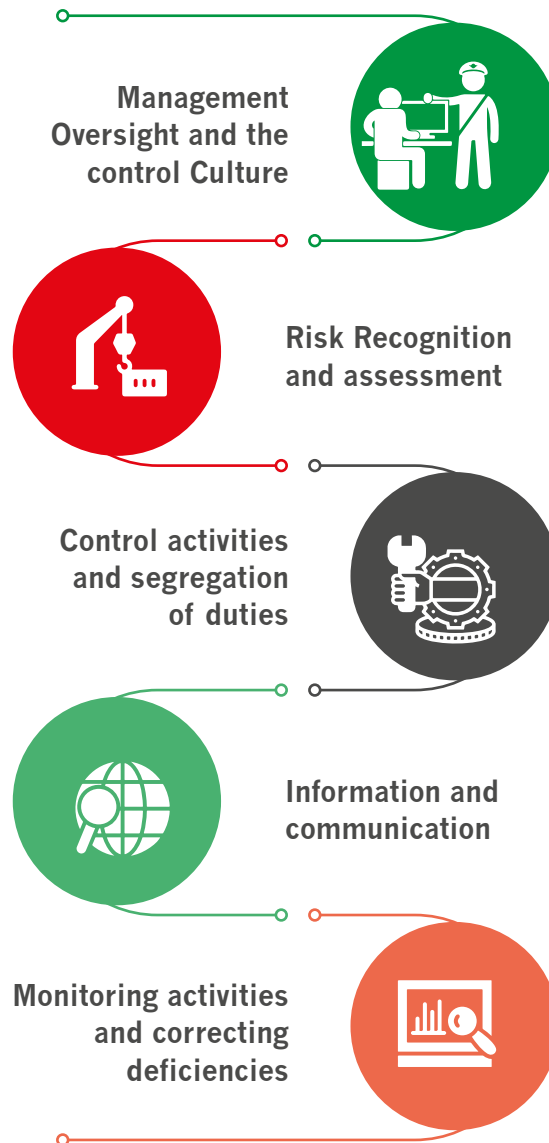 Management
Oversight and the
control Culture
Risk Recognition
and assessment
Control activities
and segregation
of duties
Information and
communication
Monitoring activities
and correcting
deficiencies